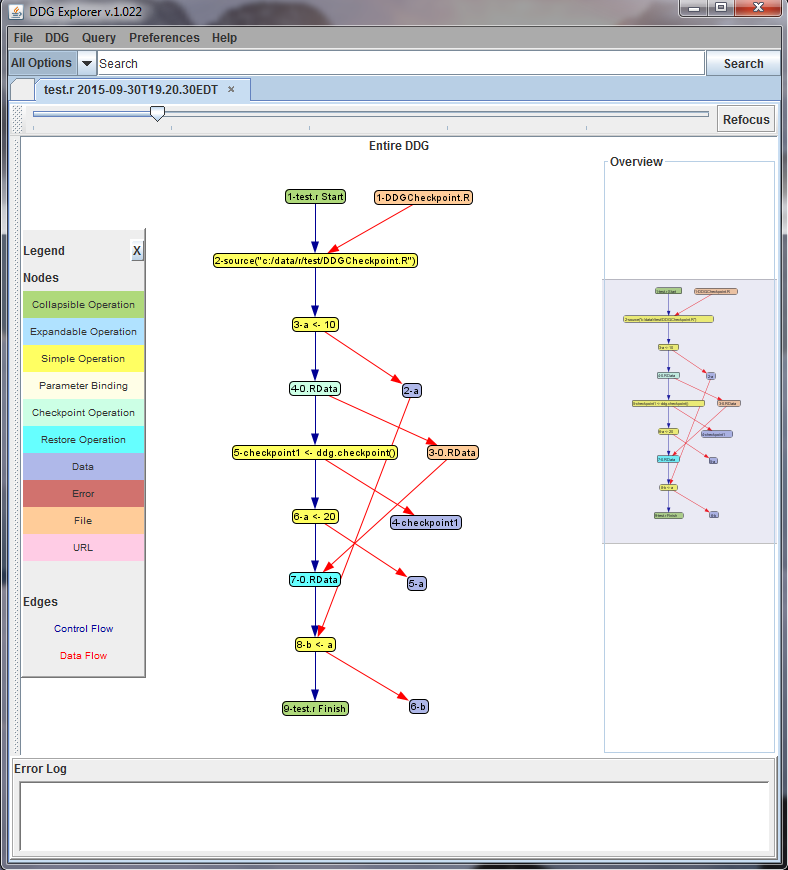 DDG Explorer v.1.022
File DDG Query Preferences Help
All Options Search Search
test.r 2015-09-30T19.20.30EDT ×
Refocus
Entire DDG
Overview
1-test.r Start
1-DDGCheckpoint.R
2-source("c:/data/r/test/DDGCheckpoint.R")
3-a <- 10
2-a
4-0.RData
5-checkpoint1 <- ddg.checkpoint()
3-0.RData
6-a <- 20
4-checkpoint1
7-0.RData
5-a
8-b <- a
9-test.r Finish
6-b
Legend X
Nodes
Collapsible Operation
Expandable Operation
Simple Operation
Parameter Binding
Checkpoint Operation
Restore Operation
Data
Error
File
URL
Edges
Control Flow
Data Flow
Error Log